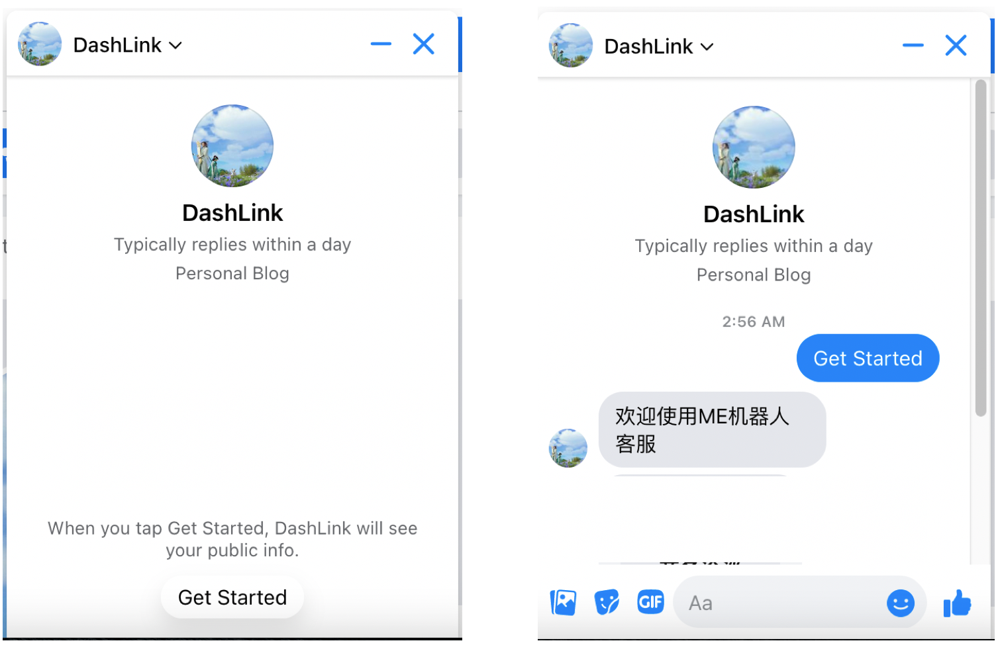 DashLink
DashLink
Typically replies within a day
Personal Blog
When you tap Get Started, DashLink will see
your public info.
Get Started
DashLink
DashLink
Typically replies within a day
Personal Blog
2:56 AM
Get Started
欢迎使用ME机器人
客服
GIF
Aa